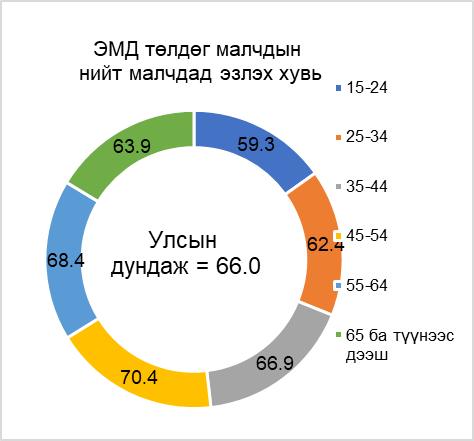 ЭМД төлдөг малчдын
нийт малчдад эзлэх хувь
15-24
25-34
35-44
45-54
55-64
65 ба түүнээс
дээш
59.3
62.4
66.9
70.4
68.4
63.9
Улсын
дундаж = 66.0